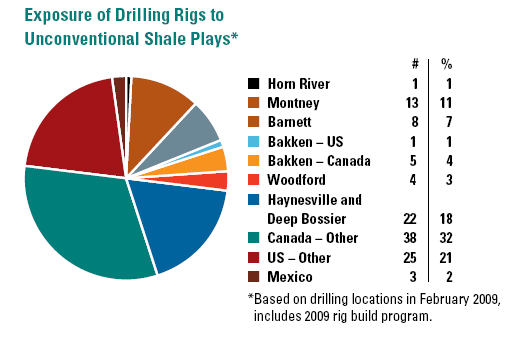 Exposure of Drilling Rigs to
Unconventional Shale Plays*
# %
Horn River 1 1
Montney 13 11
Barnett 8 7
Bakken – US 1 1
Bakken – Canada 5 4
Woodford 4 3
Haynesville and
Deep Bossier 22 18
Canada – Other 38 32
US – Other 25 21
Mexico 3 2
*Based on drilling locations in February 2009,
includes 2009 rig build program.